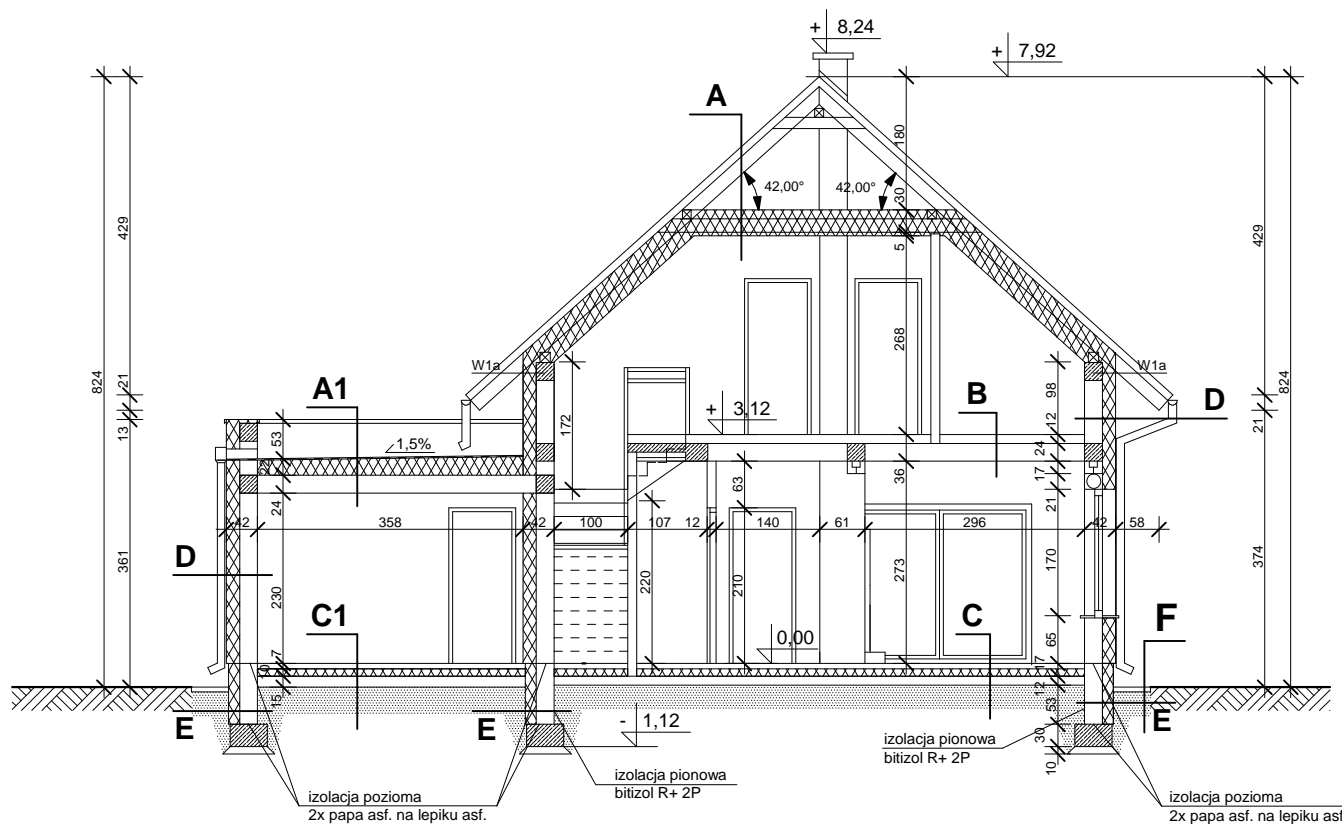 + 8,24
+ 7,92
A
180
42,00°
42,00°
30
429
429
5
268
824
824
21
13
21
W1a
W1a
A1
172
+ 3,12
B
98
12
D
53
1,5%
24
17
36
63
21
24
42
358
42
100
107
12
140
61
296
42
58
D
361
374
230
220
210
273
170
C1
0,00
C
65
F
7
17
15
12
53
E
E
- 1,12
E
30
10
izolacja pionowa
bitizol R+ 2P
izolacja pionowa
bitizol R+ 2P
izolacja pozioma
2x papa asf. na lepiku asf.
izolacja pozioma
2x papa asf. na lepiku asf